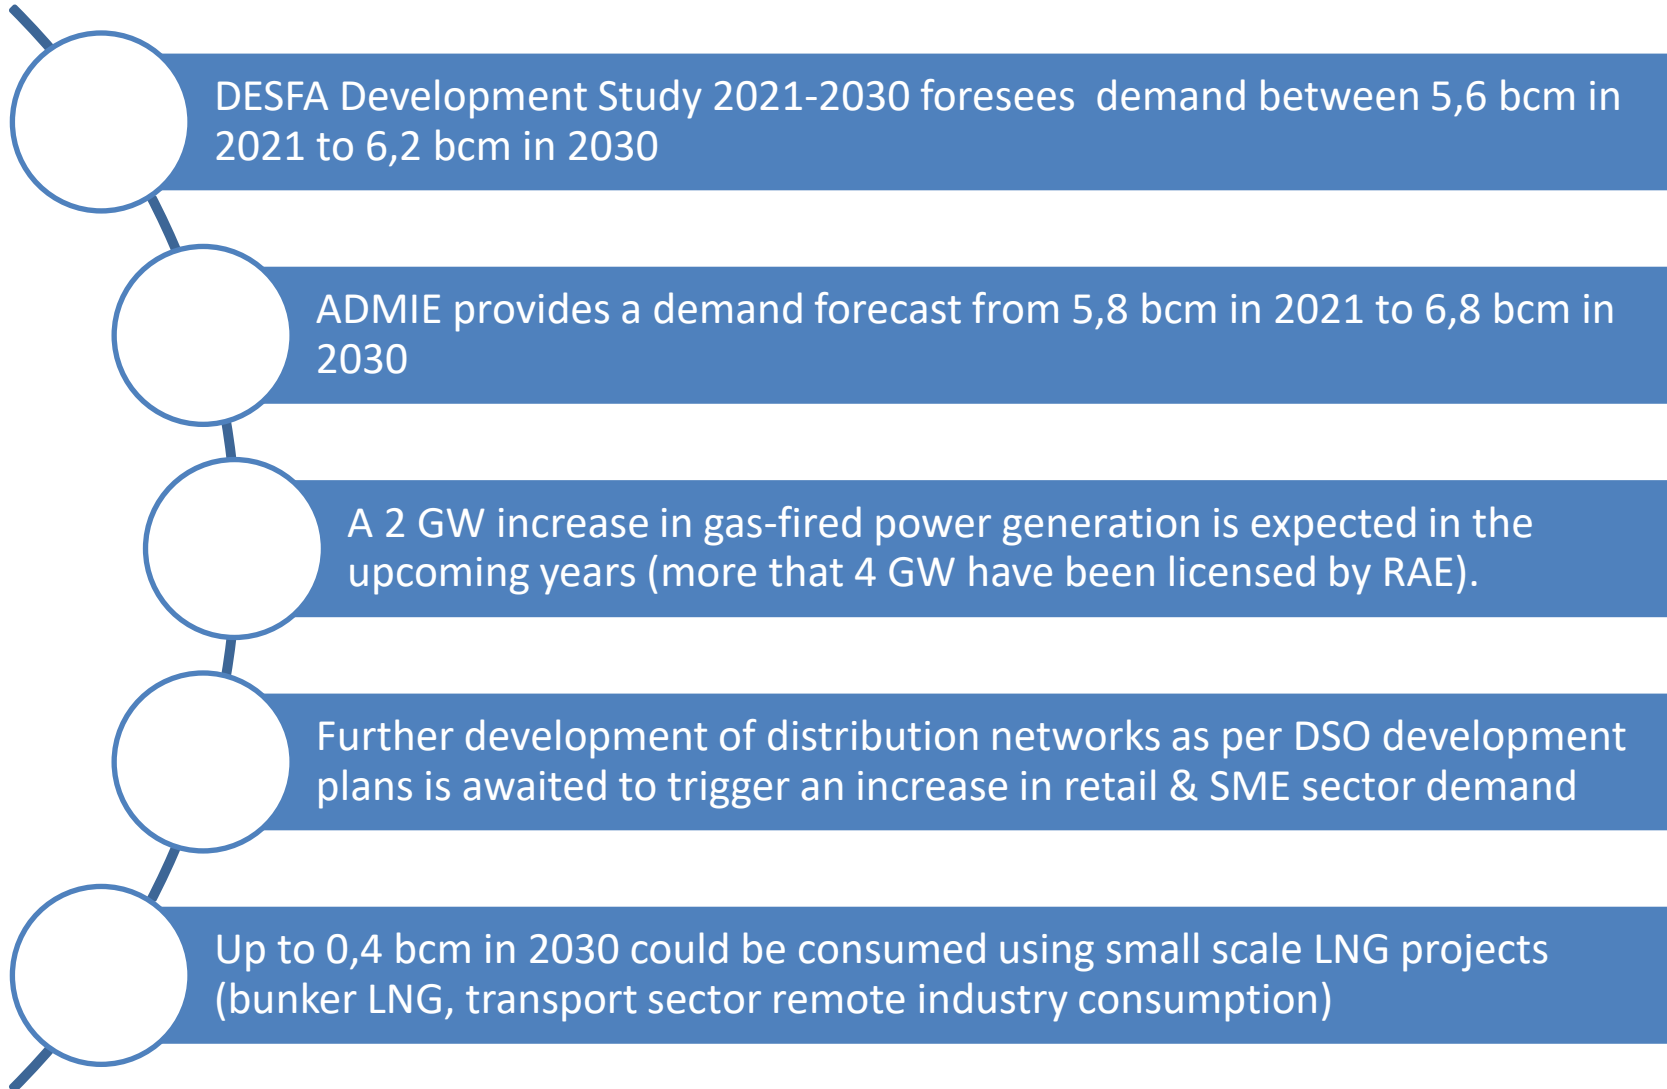 DESFA Development Study 2021-2030 foresees  demand between 5,6 bcm in
2021 to 6,2 bcm in 2030
ADMIE provides a demand forecast from 5,8 bcm in 2021 to 6,8 bcm in
2030
A 2 GW increase in gas-fired power generation is expected in the
upcoming years (more that 4 GW have been licensed by RAE).
Further development of distribution networks as per DSO development
plans is awaited to trigger an increase in retail & SME sector demand
Up to 0,4 bcm in 2030 could be consumed using small scale LNG projects
(bunker LNG, transport sector remote industry consumption)